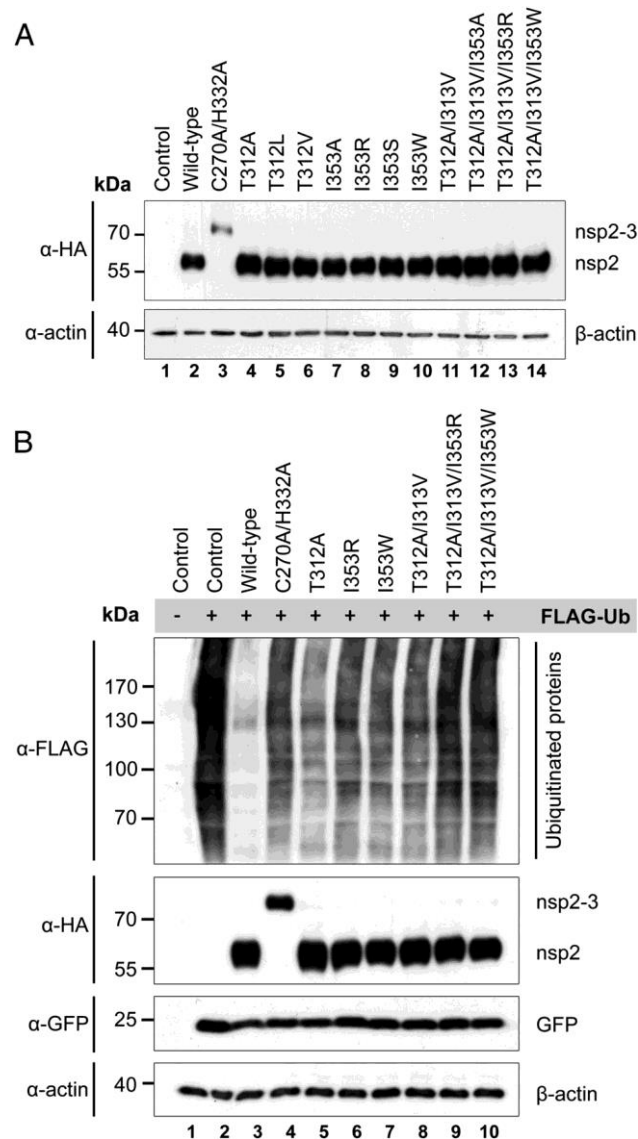 A
Control
Wild-type
C270A/H332A
T312A
T312L
T312V
I353A
I353R
I353S
I353W
T312A/I313V
T312A/I313V/I353A
T312A/I313V/I353R
T312A/I313V/I353W
kDa
α-HA
70
55
nsp2-3
nsp2
α-actin
40
β-actin
1 2 3 4 5 6 7 8 9 10 11 12 13 14
B
Control
Control
Wild-type
C270A/H332A
T312A
I353R
I353W
T312A/I313V
T312A/I313V/I353R
T312A/I313V/I353W
kDa
- + + + + + + + + + FLAG-Ub
α-FLAG
170
130
100
70
Ubiquitinated proteins
α-HA
70
55
nsp2-3
nsp2
α-GFP
25
GFP
α-actin
40
β-actin
1 2 3 4 5 6 7 8 9 10